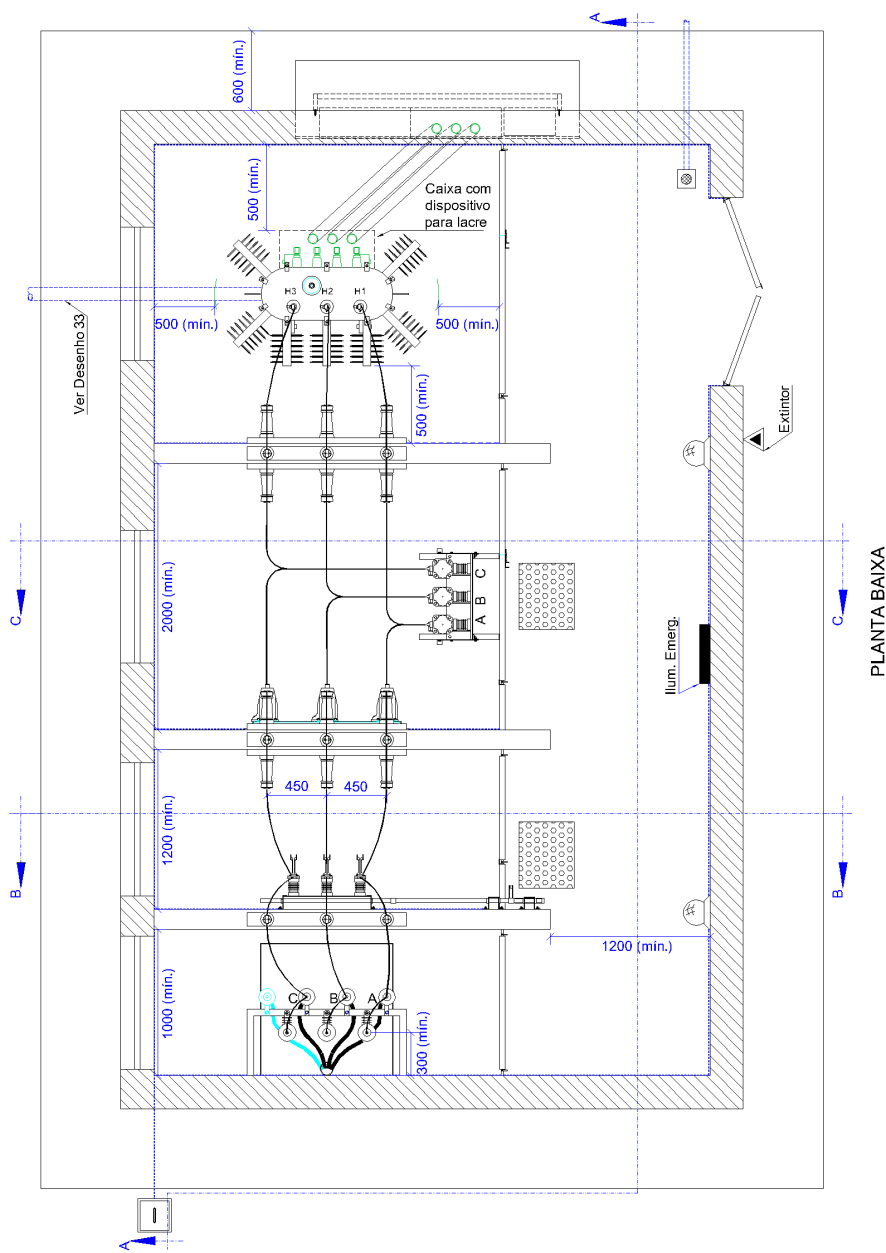 A
A
600 (mín.)
500 (mín.)
Caixa com
dispositivo
para lacre
H3
H2
H1
500 (mín.)
500 (mín.)
500 (mín.)
Ver Desenho 33
Extintor
C
C
2000 (mín.)
C
B
A
Ilum. Emerg.
PLANTA BAIXA
450
450
1200 (mín.)
B
B
1200 (mín.)
1000 (mín.)
C
B
A
300 (mín.)
I
A